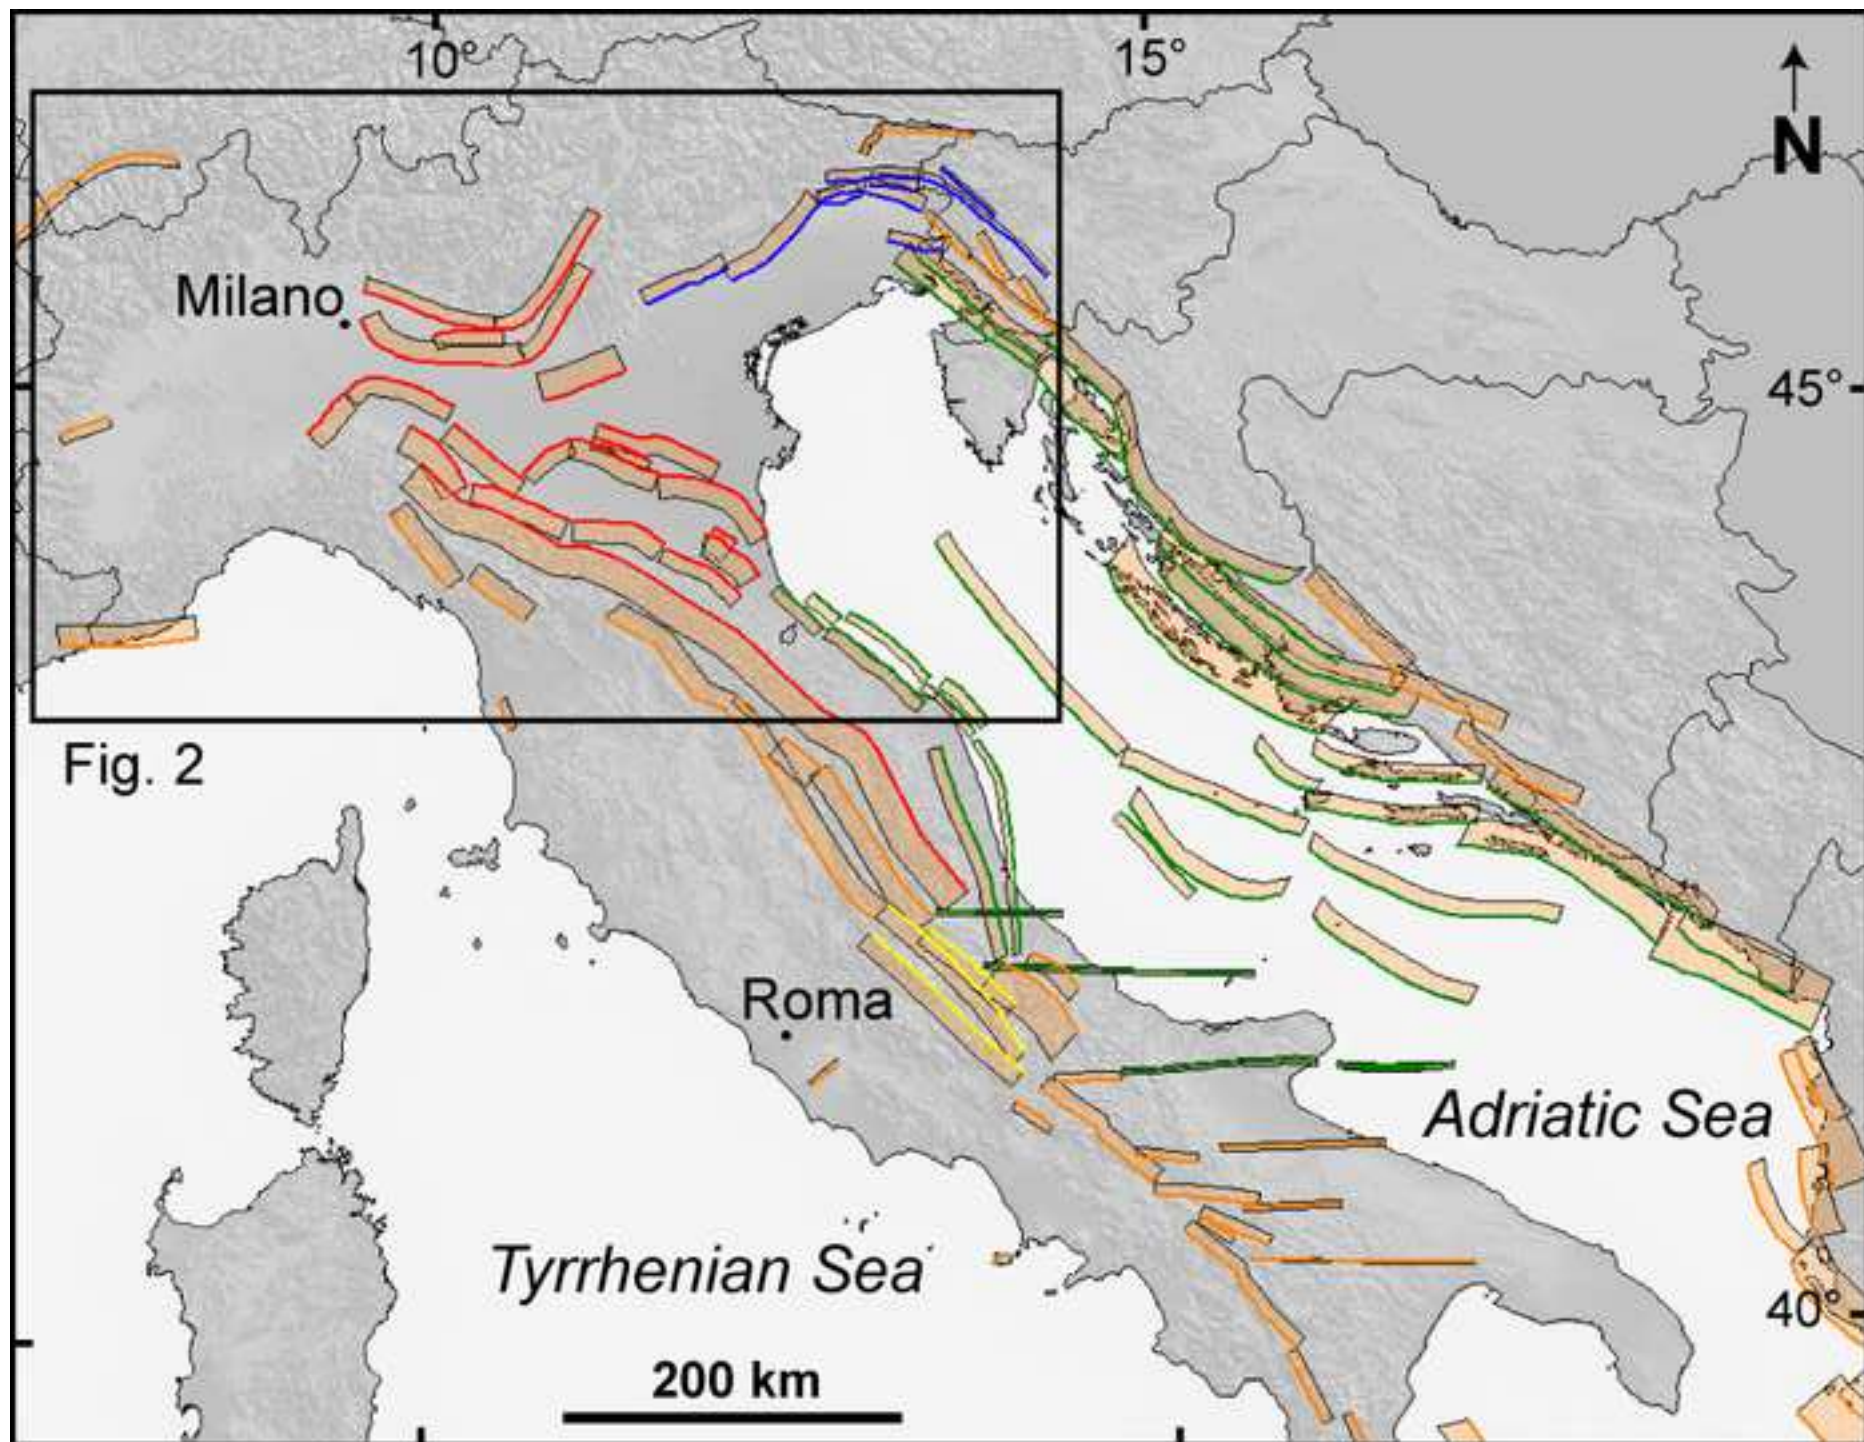 10°
15°
N
Milano
45°
Fig. 2
Roma
Adriatic Sea
Tyrrhenian Sea
40°
200 km